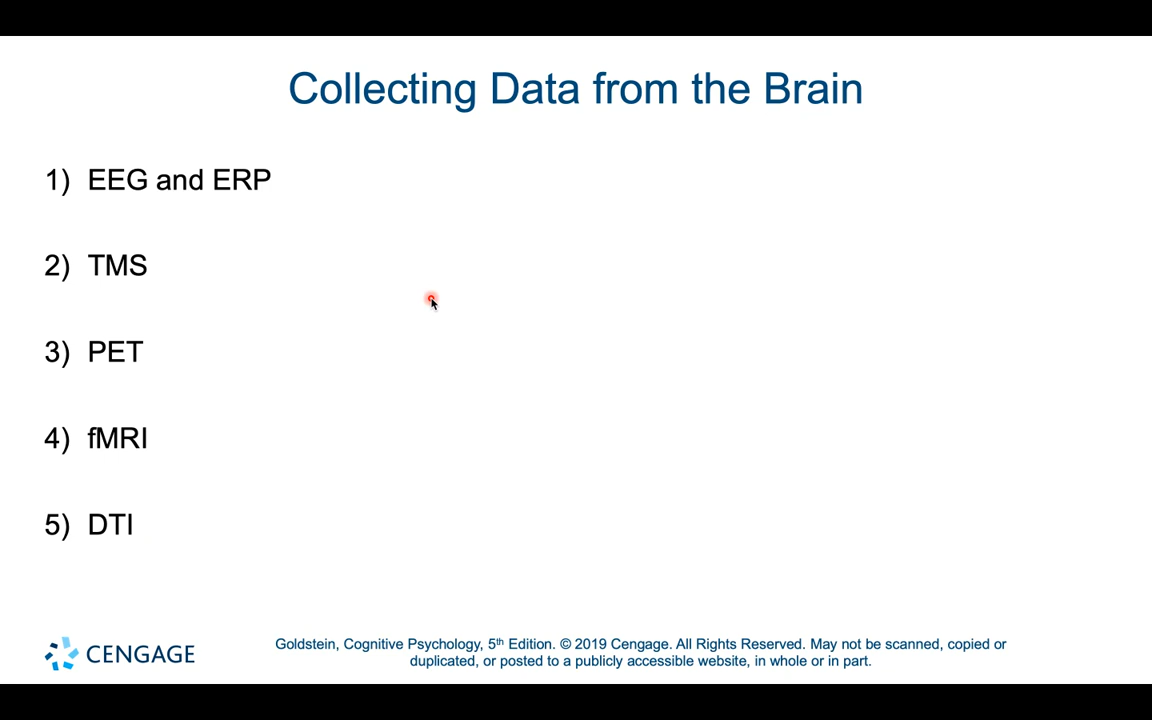 Collecting Data from the Brain
1) EEG and ERP
2) TMS
3) PET
4) fMRI
5) DTI
CENGAGE
Goldstein, Cognitive Psychology, 5th Edition. © 2019 Cengage. All Rights Reserved. May not be scanned, copied or
duplicated, or posted to a publicly accessible website, in whole or in part.